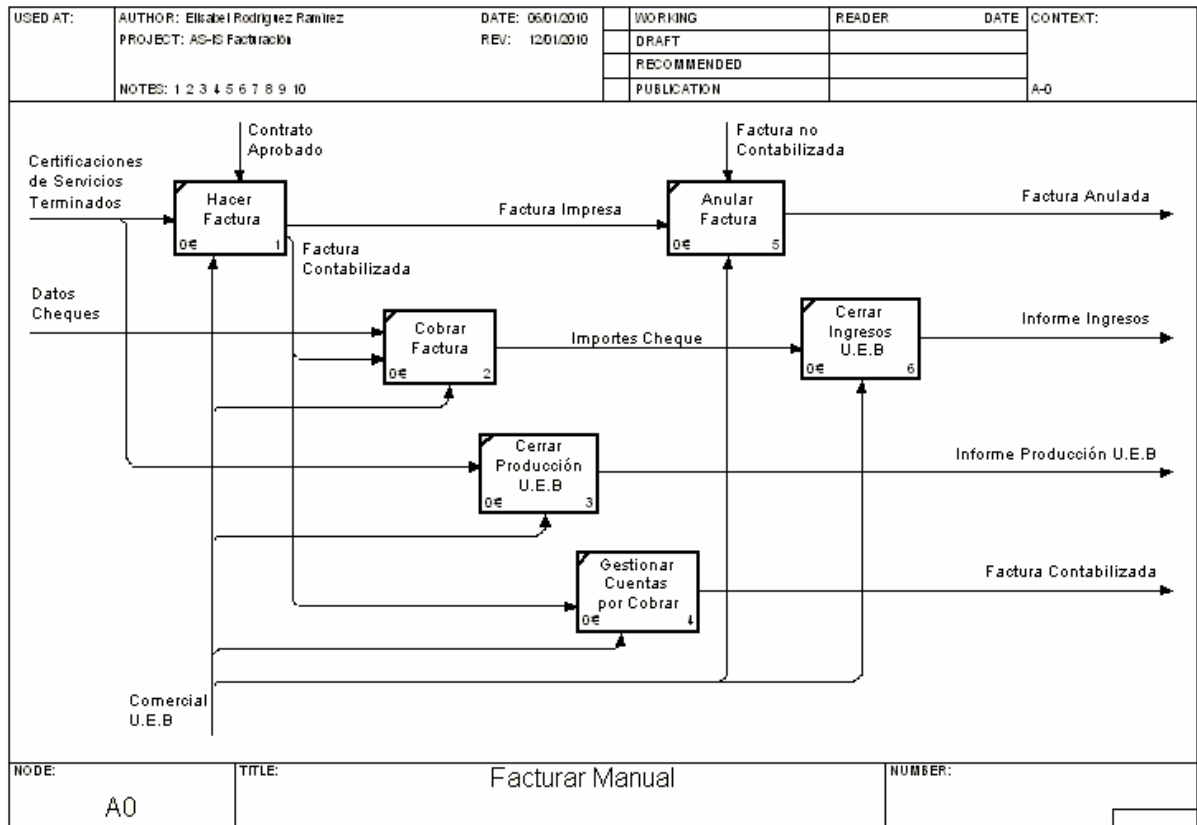 USED AT:
AUTHOR: Elisabel Rodriguez Ramirez
DATE: 06/01/2010
WORKING
READER
DATE
CONTEXT:
PROJECT: AS-IS Facturación
REV: 12/01/2010
DRAFT
RECOMMENDED
NOTES: 1 2 3 4 5 6 7 8 9 10
PUBLICATION
A-0
Contrato
Aprobado
Factura no
Contabilizada
Certificaciones
de Servicios
Terminados
Hacer
Factura
0€
1
Factura Impresa
Anular
Factura
0€
5
Factura Anulada
Factura
Contabilizada
Datos
Cheques
Cobrar
Factura
0€
2
Importes Cheque
Cerrar
Ingresos
U.E.B
0€
6
Informe Ingresos
Cerrar
Producción
U.E.B
0€
3
Informe Producción U.E.B
Gestionar
Cuentas
por Cobrar
0€
4
Factura Contabilizada
Comercial
U.E.B
NODE:
A0
TITLE:
Facturar Manual
NUMBER: